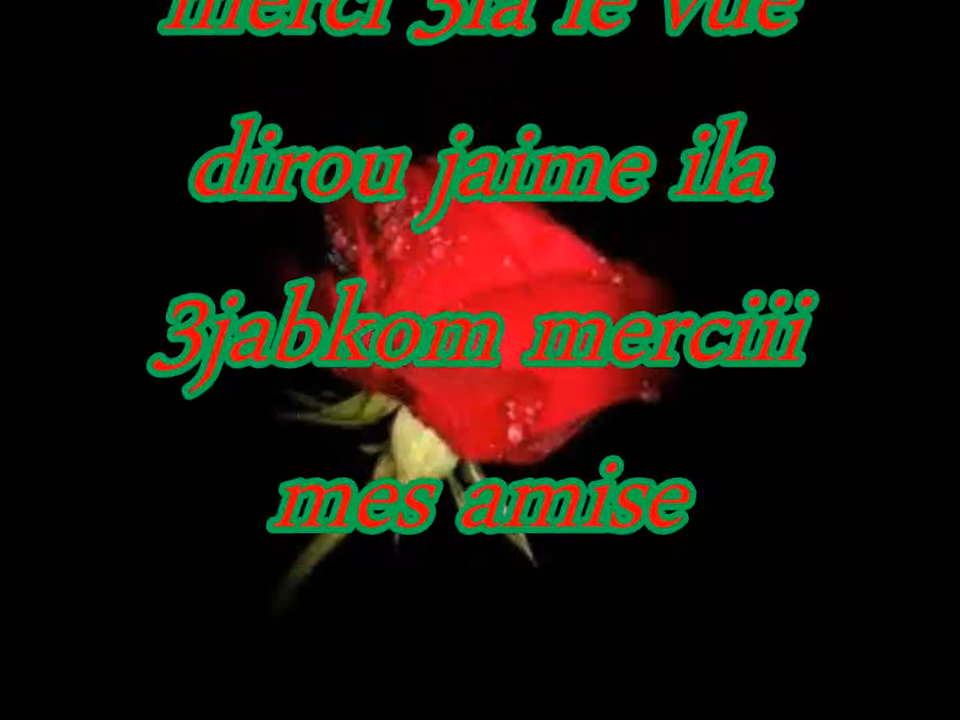 merci 3la le vue
dirou jaime ila
3jabkom merciii
mes amise